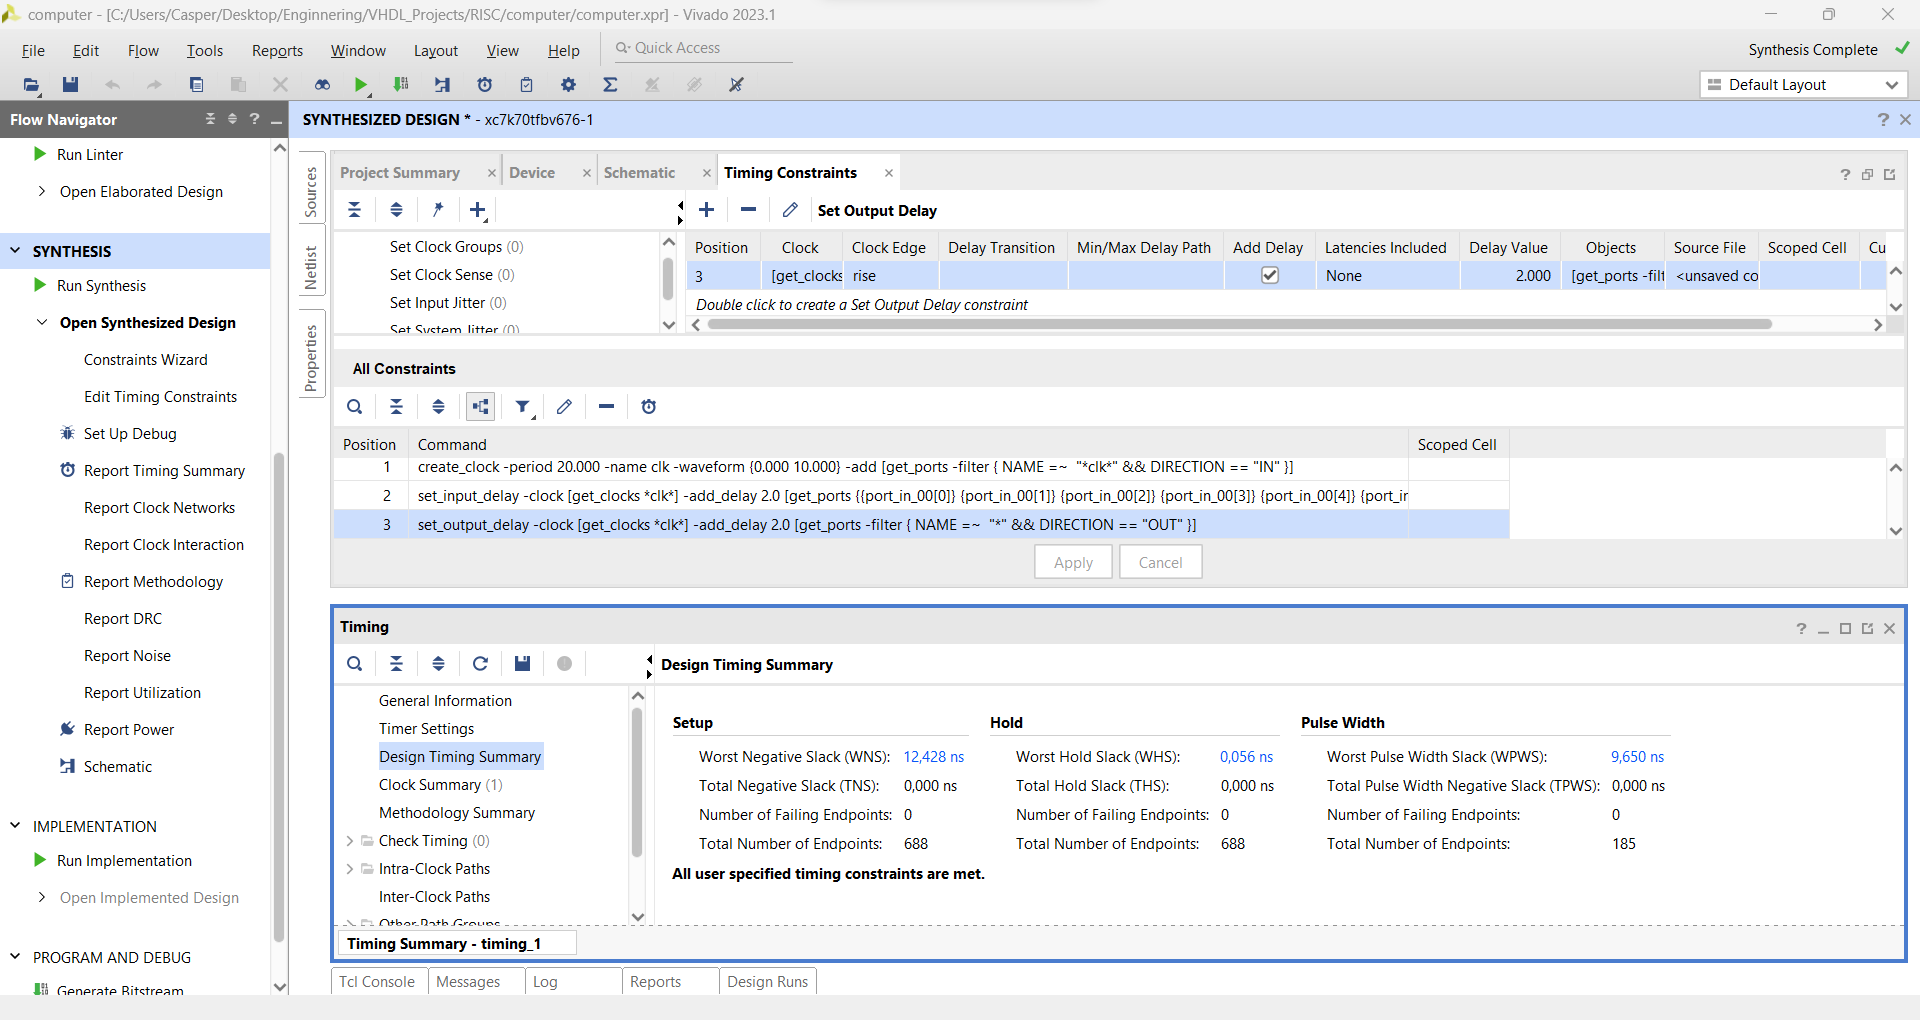 computer - [C:/Users/Casper/Desktop/Enginnering/VHDL_Projects/RISC/computer/computer.xpr] - Vivado 2023.1
File Edit Flow Tools Reports Window Layout View Help Quick Access Synthesis Complete
Default Layout
Flow Navigator
SYNTHESIZED DESIGN * - xc7k70tfbv676-1
Run Linter
Open Elaborated Design
SYNTHESIS
Run Synthesis
Open Synthesized Design
Constraints Wizard
Edit Timing Constraints
Set Up Debug
Report Timing Summary
Report Clock Networks
Report Clock Interaction
Report Methodology
Report DRC
Report Noise
Report Utilization
Report Power
Schematic
IMPLEMENTATION
Run Implementation
Open Implemented Design
PROGRAM AND DEBUG
Generate Bitstream
Sources
Netlist
Properties
Project Summary Device Schematic Timing Constraints
Set Clock Groups (0)
Set Clock Sense (0)
Set Input Jitter (0)
Set System Jitter (0)
Set Output Delay
Position Clock Clock Edge Delay Transition Min/Max Delay Path Add Delay Latencies Included Delay Value Objects Source File Scoped Cell Cu
3 [get_clocks rise None 2.000 [get_ports -filt <unsaved co
Double click to create a Set Output Delay constraint
All Constraints
Position Command Scoped Cell
1 create_clock -period 20.000 -name clk -waveform {0.000 10.000} -add [get_ports -filter { NAME =~ "*clk*" && DIRECTION == "IN" }]
2 set_input_delay -clock [get_clocks *clk*] -add_delay 2.0 [get_ports {{port_in_00[0]} {port_in_00[1]} {port_in_00[2]} {port_in_00[3]} {port_in_00[4]} {port_ir
3 set_output_delay -clock [get_clocks *clk*] -add_delay 2.0 [get_ports -filter { NAME =~ "*" && DIRECTION == "OUT" }]
Apply Cancel
Timing
General Information
Timer Settings
Design Timing Summary
Clock Summary (1)
Methodology Summary
Check Timing (0)
Intra-Clock Paths
Inter-Clock Paths
Other Path Groups
Design Timing Summary
Setup Hold Pulse Width
Worst Negative Slack (WNS): 12,428 ns Worst Hold Slack (WHS): 0,056 ns Worst Pulse Width Slack (WPWS): 9,650 ns
Total Negative Slack (TNS): 0,000 ns Total Hold Slack (THS): 0,000 ns Total Pulse Width Negative Slack (TPWS): 0,000 ns
Number of Failing Endpoints: 0 Number of Failing Endpoints: 0 Number of Failing Endpoints: 0
Total Number of Endpoints: 688 Total Number of Endpoints: 688 Total Number of Endpoints: 185
All user specified timing constraints are met.
Timing Summary - timing_1
Tcl Console Messages Log Reports Design Runs